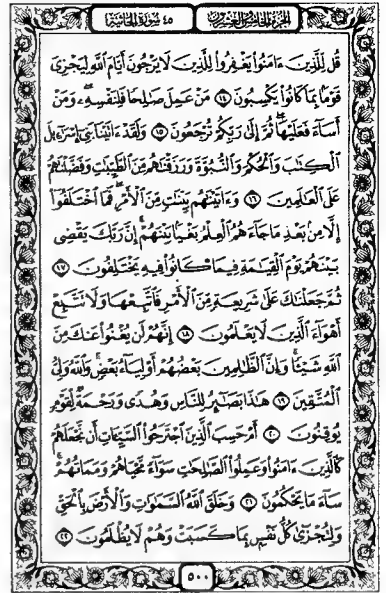 الجزء الخامس والعشرون
٤٥ سورة الجاثية
قُل لِّلَّذِينَ ءَامَنُوا۟ يَغْفِرُوا۟ لِلَّذِينَ لَا يَرْجُونَ أَيَّامَ ٱللَّهِ لِيَجْزِىَ
قَوْمًۢا بِمَا كَانُوا۟ يَكْسِبُونَ ١٤ مَنْ عَمِلَ صَٰلِحًا فَلِنَفْسِهِۦ ۖ وَمَنْ
أَسَآءَ فَعَلَيْهَا ۖ ثُمَّ إِلَىٰ رَبِّكُمْ تُرْجَعُونَ ١٥ وَلَقَدْ ءَاتَيْنَا بَنِىٓ إِسْرَٰٓءِيلَ
ٱلْكِتَٰبَ وَٱلْحُكْمَ وَٱلنُّبُوَّةَ وَرَزَقْنَٰهُم مِّنَ ٱلطَّيِّبَٰتِ وَفَضَّلْنَٰهُمْ
عَلَى ٱلْعَٰلَمِينَ ١٦ وَءَاتَيْنَٰهُم بَيِّنَٰتٍ مِّنَ ٱلْأَمْرِ ۖ فَمَا ٱخْتَلَفُوٓا۟
إِلَّا مِنۢ بَعْدِ مَا جَآءَهُمُ ٱلْعِلْمُ بَغْيًۢا بَيْنَهُمْ ۚ إِنَّ رَبَّكَ يَقْضِى
بَيْنَهُمْ يَوْمَ ٱلْقِيَٰمَةِ فِيمَا كَانُوا۟ فِيهِ يَخْتَلِفُونَ ١٧
ثُمَّ جَعَلْنَٰكَ عَلَىٰ شَرِيعَةٍ مِّنَ ٱلْأَمْرِ فَٱتَّبِعْهَا وَلَا تَتَّبِعْ
أَهْوَآءَ ٱلَّذِينَ لَا يَعْلَمُونَ ١٨ إِنَّهُمْ لَن يُغْنُوا۟ عَنكَ مِنَ
ٱللَّهِ شَيْـًٔا ۚ وَإِنَّ ٱلظَّٰلِمِينَ بَعْضُهُمْ أَوْلِيَآءُ بَعْضٍ ۖ وَٱللَّهُ وَلِىُّ
ٱلْمُتَّقِينَ ١٩ هَٰذَا بَصَٰٓئِرُ لِلنَّاسِ وَهُدًى وَرَحْمَةٌ لِّقَوْمٍ
يُوقِنُونَ ٢٠ أَمْ حَسِبَ ٱلَّذِينَ ٱجْتَرَحُوا۟ ٱلسَّيِّـَٔاتِ أَن نَّجْعَلَهُمْ
كَٱلَّذِينَ ءَامَنُوا۟ وَعَمِلُوا۟ ٱلصَّٰلِحَٰتِ سَوَآءً مَّحْيَاهُمْ وَمَمَاتُهُمْ ۚ
سَآءَ مَا يَحْكُمُونَ ٢١ وَخَلَقَ ٱللَّهُ ٱلسَّمَٰوَٰتِ وَٱلْأَرْضَ بِٱلْحَقِّ
وَلِتُجْزَىٰ كُلُّ نَفْسٍۭ بِمَا كَسَبَتْ وَهُمْ لَا يُظْلَمُونَ ٢٢
٥٠٠